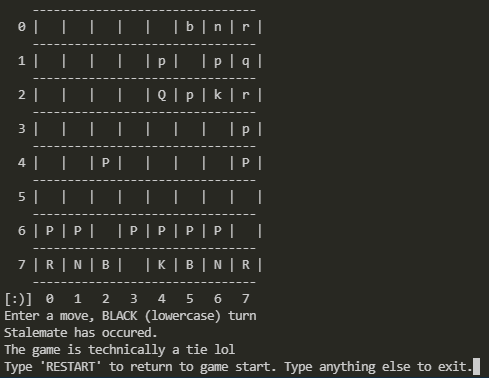 ---------------------------------
0 |   |   |   |   |   | b | n | r |
---------------------------------
1 |   |   |   |   | p |   | p | q |
---------------------------------
2 |   |   |   |   | Q | p | k | r |
---------------------------------
3 |   |   |   |   |   |   |   | p |
---------------------------------
4 |   |   | P |   |   |   |   | P |
---------------------------------
5 |   |   |   |   |   |   |   |   |
---------------------------------
6 | P | P |   | P | P | P | P |   |
---------------------------------
7 | R | N | B |   | K | B | N | R |
---------------------------------
[:)] 0 1 2 3 4 5 6 7
Enter a move, BLACK (lowercase) turn
Stalemate has occured.
The game is technically a tie lol
Type 'RESTART' to return to game start. Type anything else to exit.